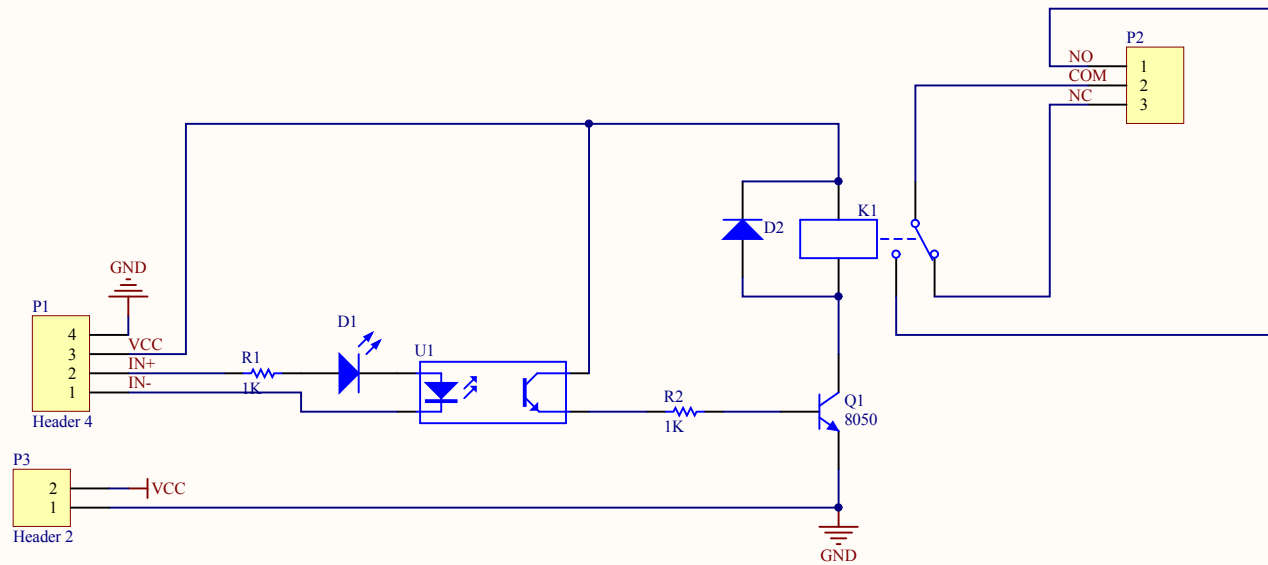 P2
NO
1
COM
2
NC
3
K1
D2
GND
P1
D1
4
U1
VCC
3
R1
IN+
2
IN-
1
1K
R2
Q1
Header 4
1K
8050
P3
2
VCC
1
Header 2
GND